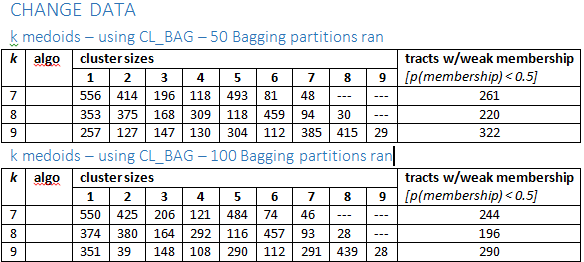 CHANGE DATA
k medoids – using CL_BAG – 50 Bagging partitions ran
k algo cluster sizes tracts w/weak membership
1 2 3 4 5 6 7 8 9 [p(membership) < 0.5]
7 556 414 196 118 493 81 48 --- --- 261
8 353 375 168 309 118 459 94 30 --- 220
9 257 127 147 130 304 112 385 415 29 322
k medoids – using CL_BAG – 100 Bagging partitions ran
k algo cluster sizes tracts w/weak membership
1 2 3 4 5 6 7 8 9 [p(membership) < 0.5]
7 550 425 206 121 484 74 46 --- --- 244
8 374 380 164 292 116 457 93 28 --- 196
9 351 39 148 108 290 112 291 439 28 290